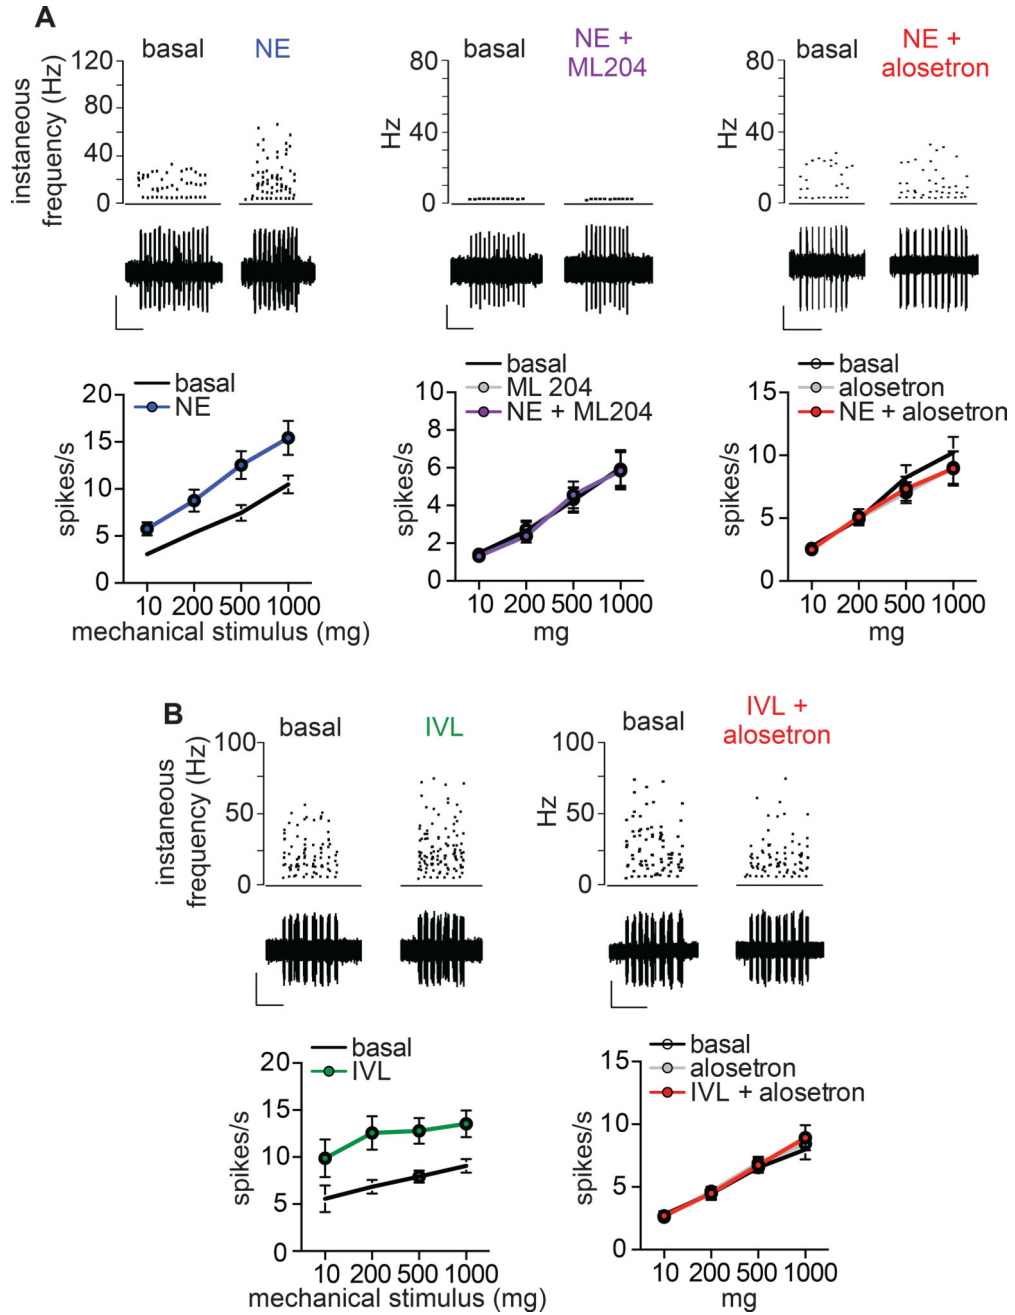 A
basal
NE
instaneous
frequency (Hz)
120
80
40
0
basal
NE +
ML204
Hz
80
40
0
basal
NE +
alosetron
Hz
80
40
0
basal
NE
spikes/s
20
15
10
5
0
10 200 500 1000
mechanical stimulus (mg)
basal
ML 204
NE + ML204
spikes/s
10
8
6
4
2
0
10 200 500 1000
mg
basal
alosetron
NE + alosetron
spikes/s
15
10
5
0
10 200 500 1000
mg
B
basal
IVL
instaneous
frequency (Hz)
100
50
0
basal
IVL +
alosetron
Hz
100
50
0
basal
IVL
spikes/s
20
15
10
5
0
10 200 500 1000
mechanical stimulus (mg)
basal
alosetron
IVL + alosetron
spikes/s
15
10
5
0
10 200 500 1000
mg